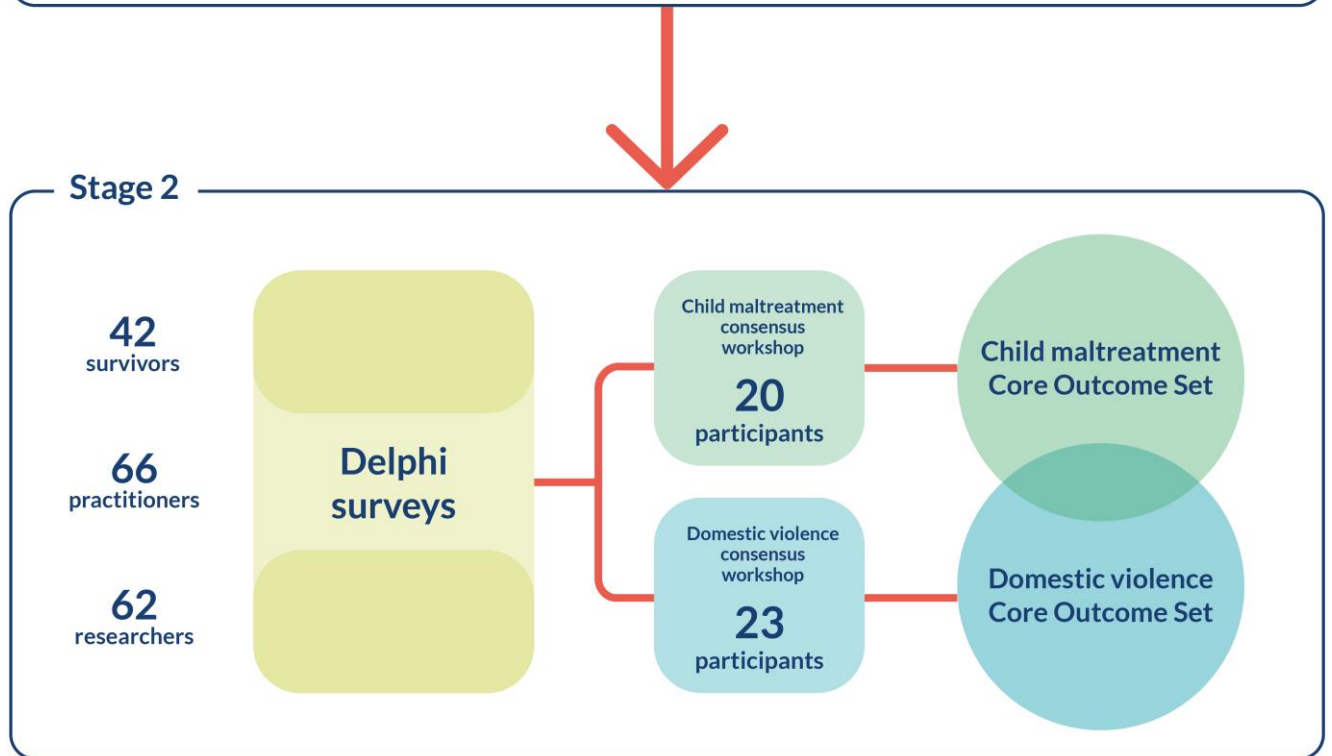 Stage 2
42
survivors
66
practitioners
62
researchers
Delphi
surveys
Child maltreatment
consensus
workshop
20
participants
Domestic violence
consensus
workshop
23
participants
Child maltreatment
Core Outcome Set
Domestic violence
Core Outcome Set